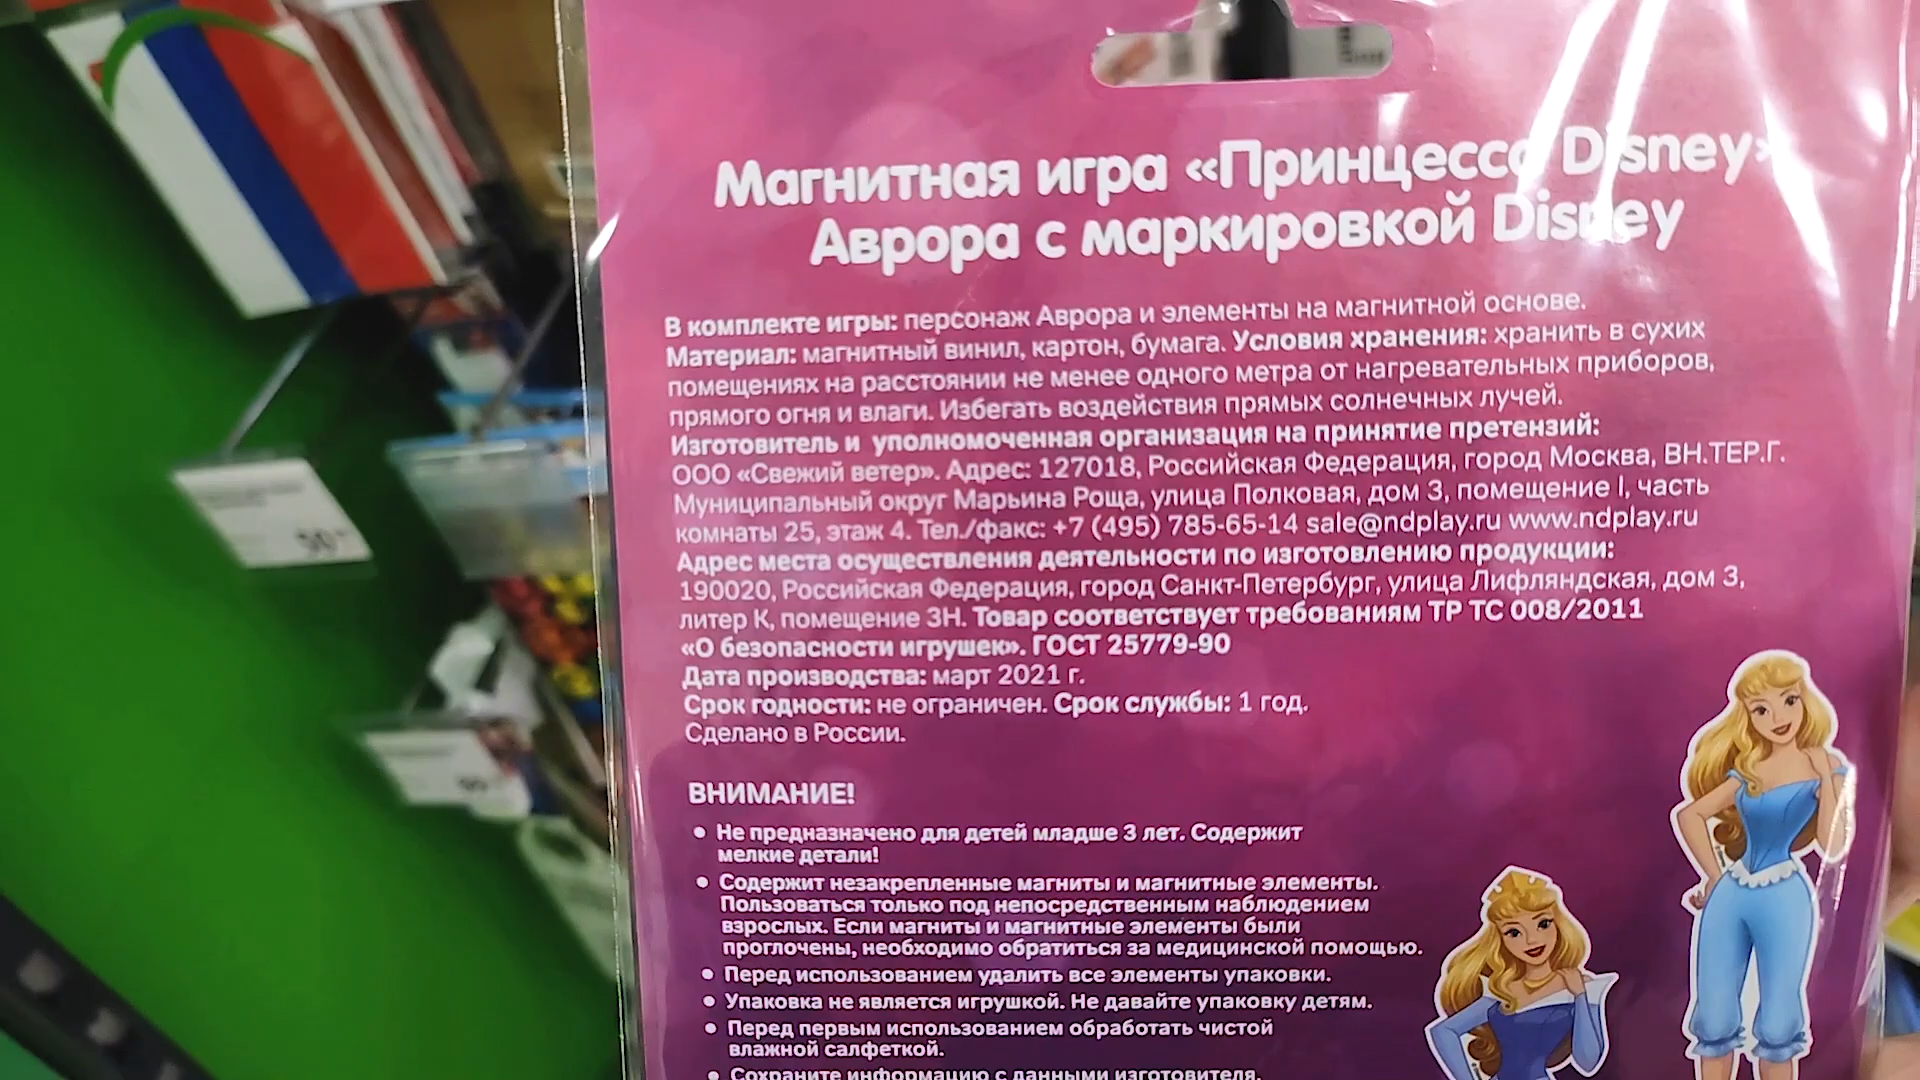 Магнитная игра «Принцесса Disney»
Аврора с маркировкой Disney
В комплекте игры: персонаж Аврора и элементы на магнитной основе.
Материал: магнитный винил, картон, бумага. Условия хранения: хранить в сухих
помещениях на расстоянии не менее одного метра от нагревательных приборов,
прямого огня и влаги. Избегать воздействия прямых солнечных лучей.
Изготовитель и уполномоченная организация на принятие претензий:
ООО «Свежий ветер». Адрес: 127018, Российская Федерация, город Москва, ВН.ТЕР.Г.
Муниципальный округ Марьина Роща, улица Полковая, дом 3, помещение I, часть
комнаты 25, этаж 4. Тел./факс: +7 (495) 785-65-14 sale@ndplay.ru www.ndplay.ru
Адрес места осуществления деятельности по изготовлению продукции:
190020, Российская Федерация, город Санкт-Петербург, улица Лифляндская, дом 3,
литер К, помещение 3Н. Товар соответствует требованиям ТР ТС 008/2011
«О безопасности игрушек». ГОСТ 25779-90
Дата производства: март 2021 г.
Срок годности: не ограничен. Срок службы: 1 год.
Сделано в России.
ВНИМАНИЕ!
• Не предназначено для детей младше 3 лет. Содержит
мелкие детали!
• Содержит незакрепленные магниты и магнитные элементы.
Пользоваться только под непосредственным наблюдением
взрослых. Если магниты и магнитные элементы были
проглочены, необходимо обратиться за медицинской помощью.
• Перед использованием удалить все элементы упаковки.
• Упаковка не является игрушкой. Не давайте упаковку детям.
• Перед первым использованием обработать чистой
влажной салфеткой.
• Сохраните информацию с данными изготовителя.